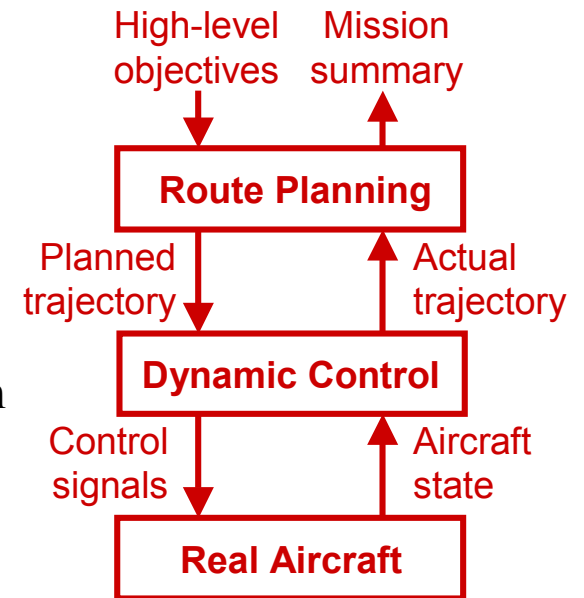 High-level
objectives
Mission
summary
Route Planning
Planned
trajectory
Actual
trajectory
Dynamic Control
Control
signals
Aircraft
state
Real Aircraft